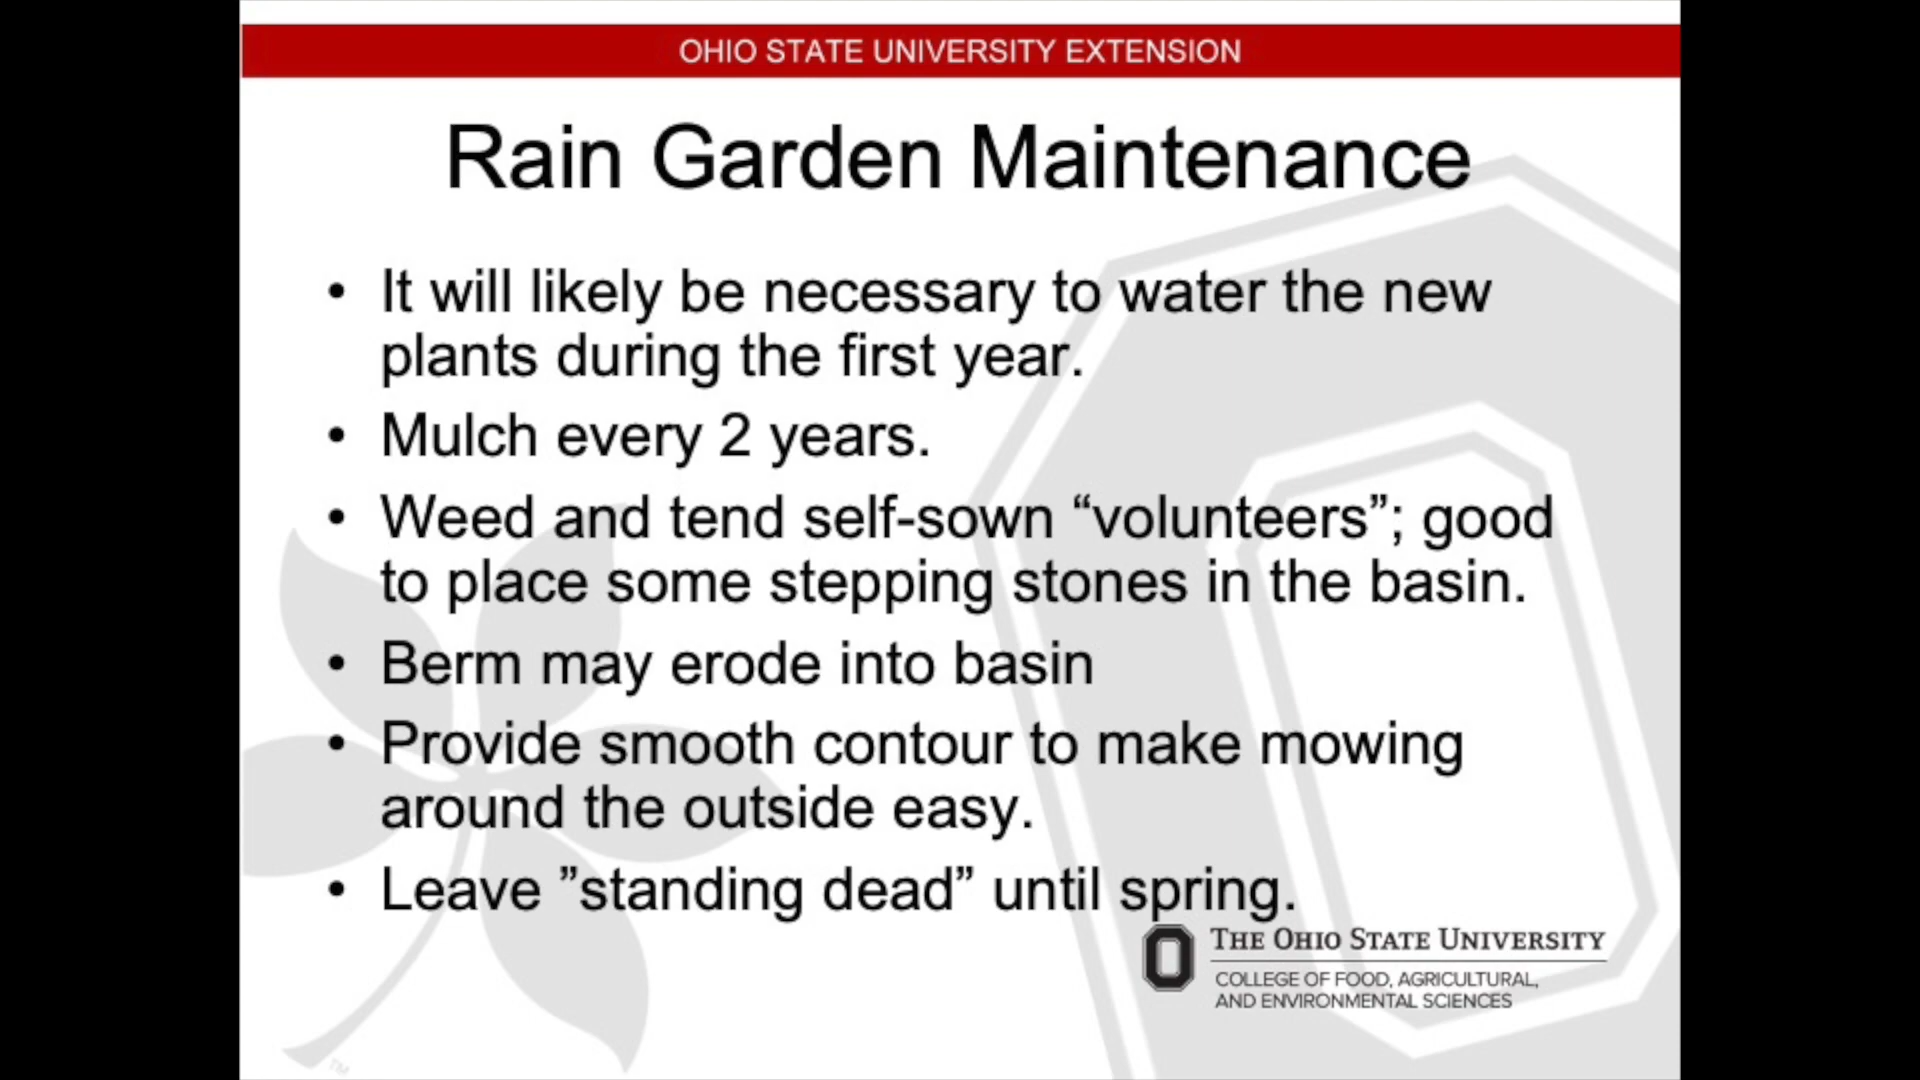 OHIO STATE UNIVERSITY EXTENSION
Rain Garden Maintenance
• It will likely be necessary to water the new
plants during the first year.
• Mulch every 2 years.
• Weed and tend self-sown “volunteers”; good
to place some stepping stones in the basin.
• Berm may erode into basin
• Provide smooth contour to make mowing
around the outside easy.
• Leave ”standing dead” until spring.
THE OHIO STATE UNIVERSITY
COLLEGE OF FOOD, AGRICULTURAL,
AND ENVIRONMENTAL SCIENCES
TM